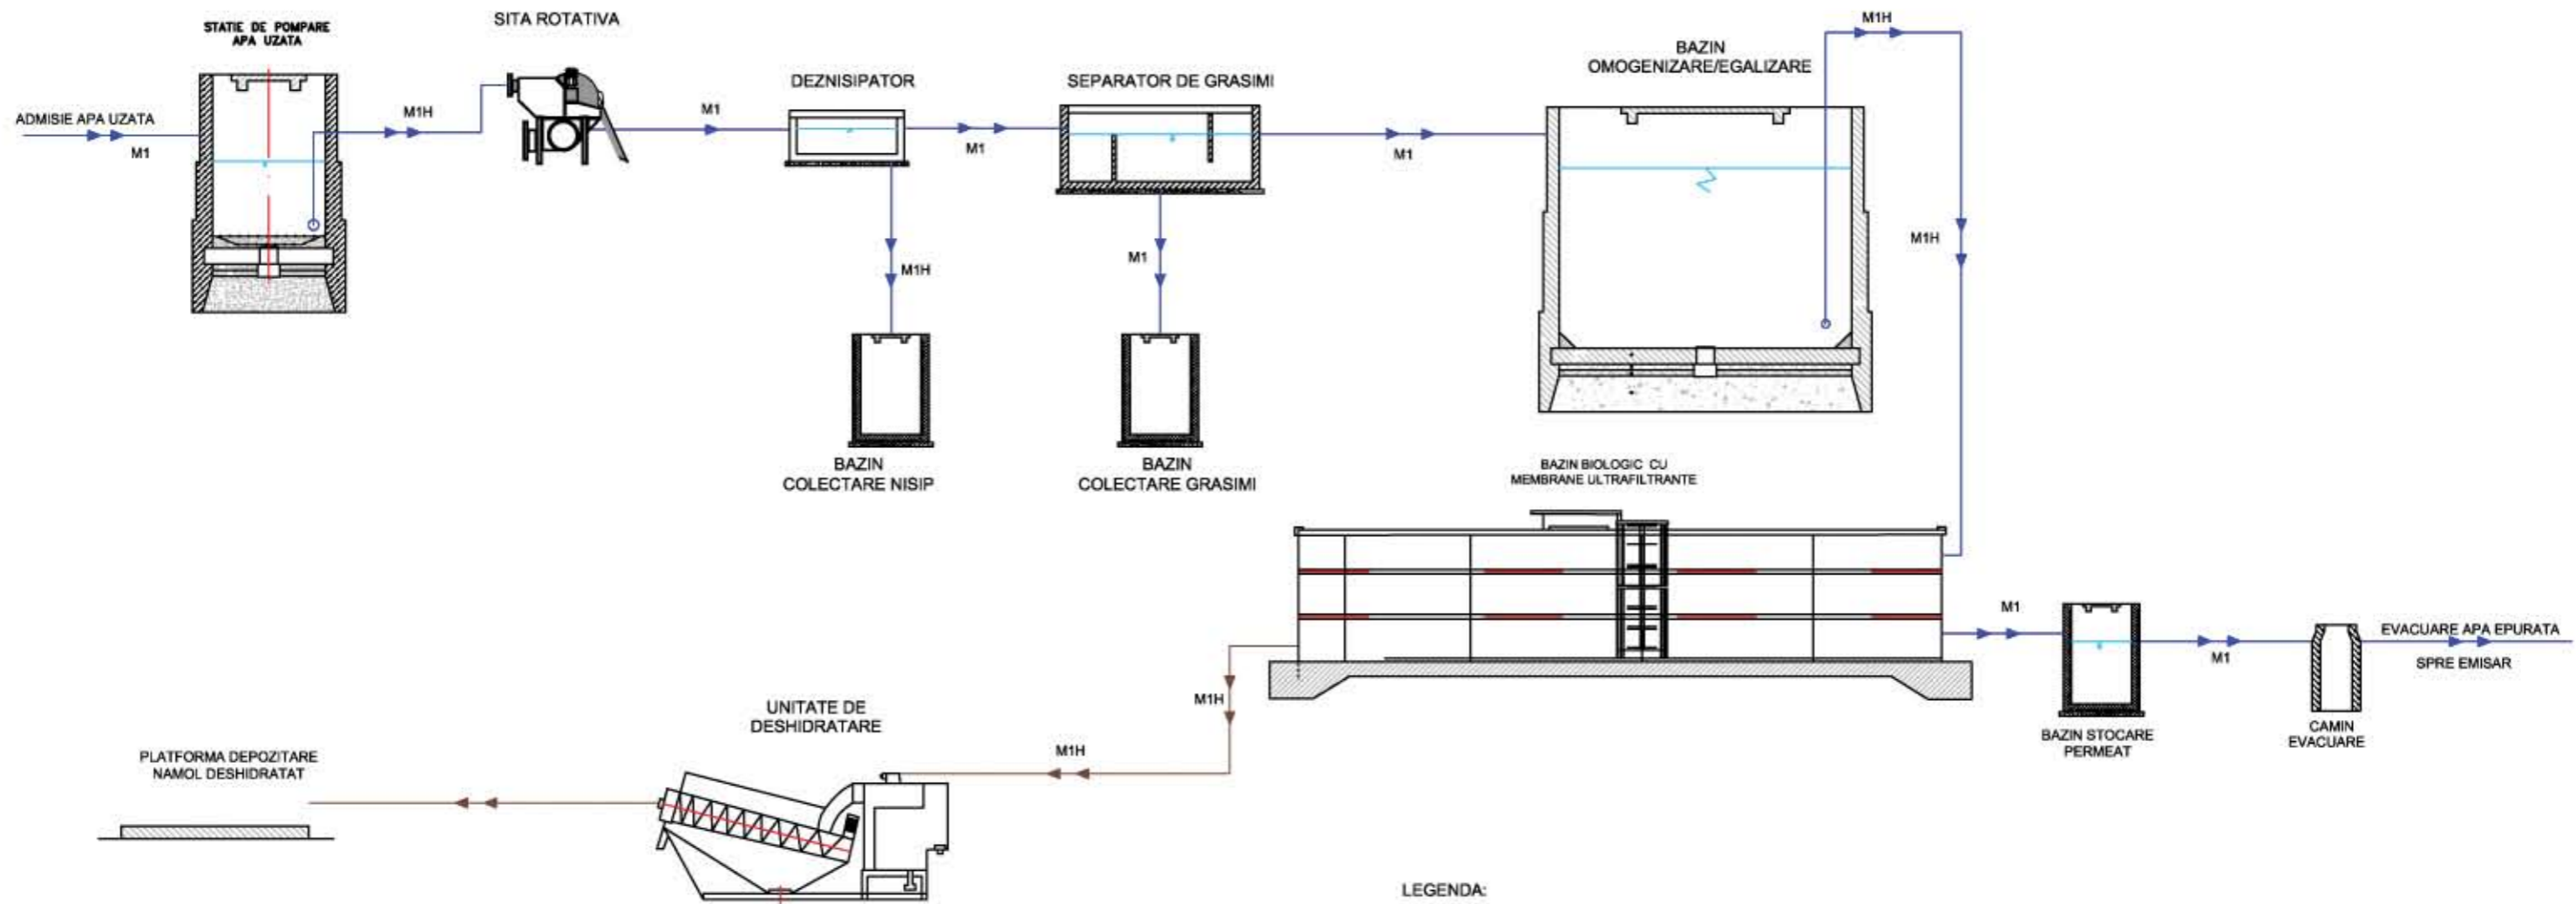 STATIE DE POMPARE
APA UZATA
SITA ROTATIVA
DEZNISIPATOR
SEPARATOR DE GRASIMI
BAZIN
OMOGENIZARE/EGALIZARE
M1H
ADMISIE APA UZATA
M1
M1H
M1
M1
M1
M1H
M1H
M1
BAZIN
COLECTARE NISIP
BAZIN
COLECTARE GRASIMI
BAZIN BIOLOGIC CU
MEMBRANE ULTRAFILTRANTE
M1
EVACUARE APA EPURATA
M1
SPRE EMISAR
M1H
UNITATE DE
DESHIDRATARE
BAZIN STOCARE
PERMEAT
CAMIN
EVACUARE
M1H
PLATFORMA DEPOZITARE
NAMOL DESHIDRATAT
LEGENDA: